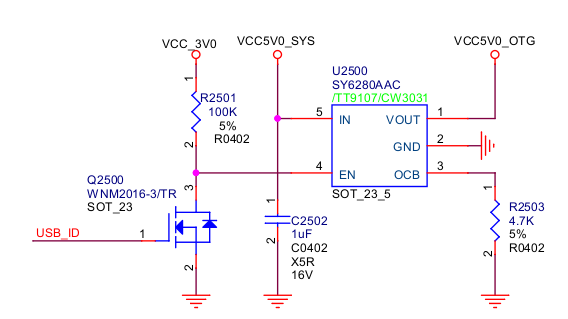 VCC_3V0
VCC5V0_SYS
VCC5V0_OTG
U2500
SY6280AAC
/TT9107/CW3031
1
R2501
100K
5%
R0402
2
5
IN
VOUT
1
GND
2
4
EN
OCB
3
SOT_23_5
Q2500
WNM2016-3/TR
SOT_23
3
USB_ID
1
2
1
C2502
1uF
C0402
X5R
16V
2
1
R2503
4.7K
5%
R0402
2